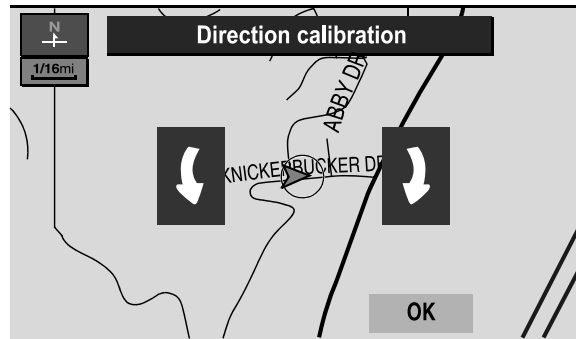 N
Direction calibration
1/16mi
ABBY DR
KNICKERBUCKER DR
OK